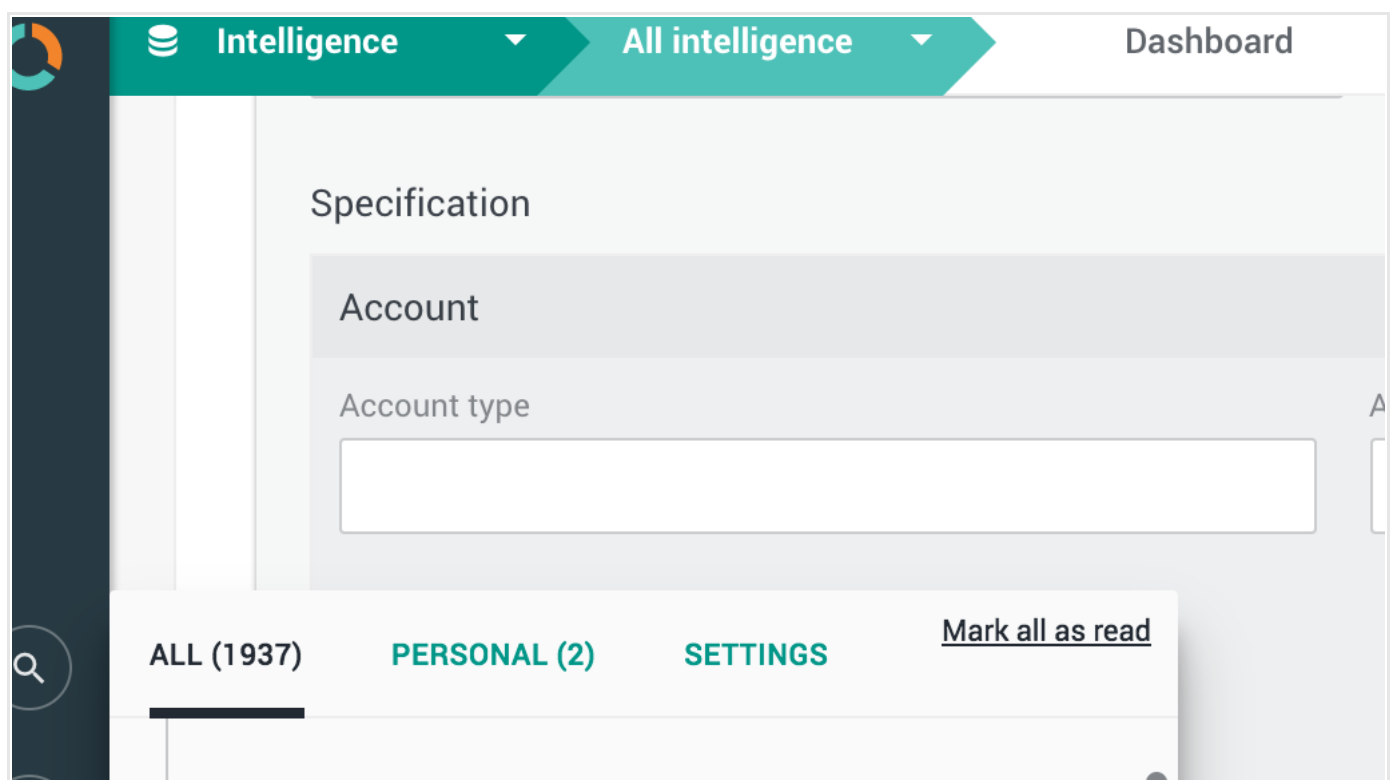 Intelligence All intelligence Dashboard
Specification
Account
Account type A
Mark all as read
ALL (1937) PERSONAL (2) SETTINGS